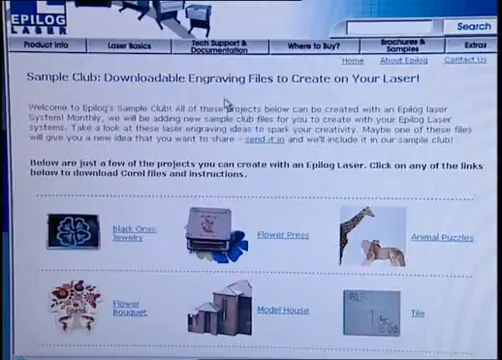 EPILOG
LASER
Search
Product Info
Laser Basics
Tech Support &
Documentation
Where to Buy?
Brochures &
Samples
Extras
Home
About Epilog
Contact Us
Sample Club: Downloadable Engraving Files to Create on Your Laser!
Welcome to Epilog's Sample Club! All of these projects below can be created with an Epilog laser
System! Monthly, we will be adding new sample club files for you to create with your Epilog Laser
systems. Take a look at these laser engraving ideas to spark your creativity. Maybe one of these files
will give you a new idea that you want to share - send it in and we'll include it in our sample club!
Below are just a few of the projects you can create with an Epilog Laser. Click on any of the links
below to download Corel files and instructions.
Black Onyx
Jewelry
Flower Press
Animal Puzzles
Flower
Bouquet
Model House
Tile